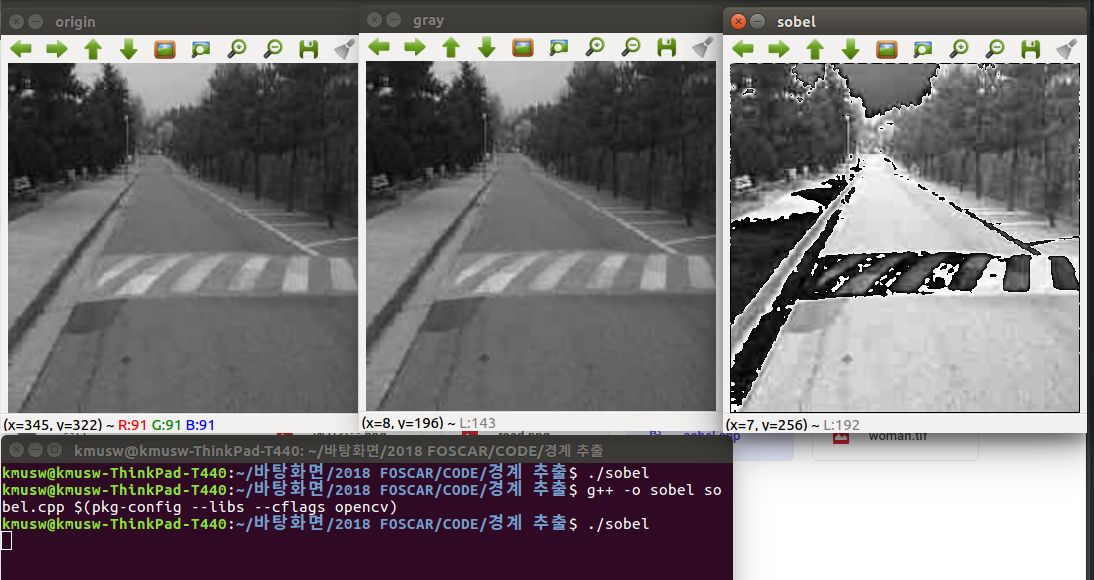 origin
gray
sobel
(x=345, y=322) ~ R:91 G:91 B:91
(x=8, y=196) ~ L:143
(x=7, y=256) ~ L:192
sobel.cpp
woman.tif
kmusw@kmusw-ThinkPad-T440: ~/바탕화면/2018 FOSCAR/CODE/경계 추출
kmusw@kmusw-ThinkPad-T440:~/바탕화면/2018 FOSCAR/CODE/경계 추출$ ./sobel
kmusw@kmusw-ThinkPad-T440:~/바탕화면/2018 FOSCAR/CODE/경계 추출$ g++ -o sobel so
bel.cpp $(pkg-config --libs --cflags opencv)
kmusw@kmusw-ThinkPad-T440:~/바탕화면/2018 FOSCAR/CODE/경계 추출$ ./sobel